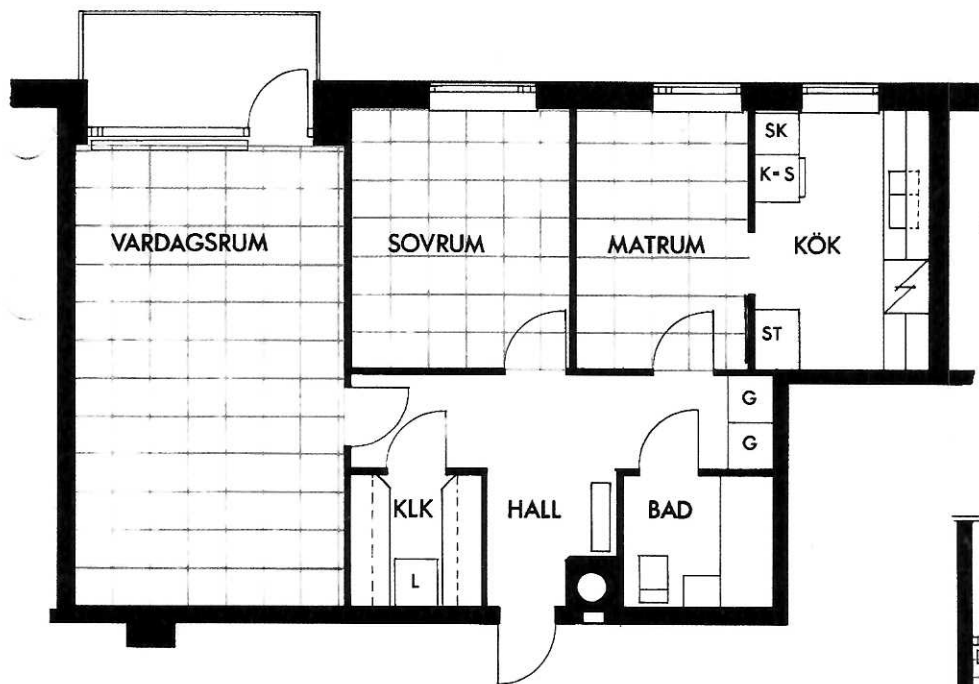 SK
K-S
VARDAGSRUM
SOVRUM
MATRUM
KÖK
ST
G
G
KLK
HALL
BAD
L